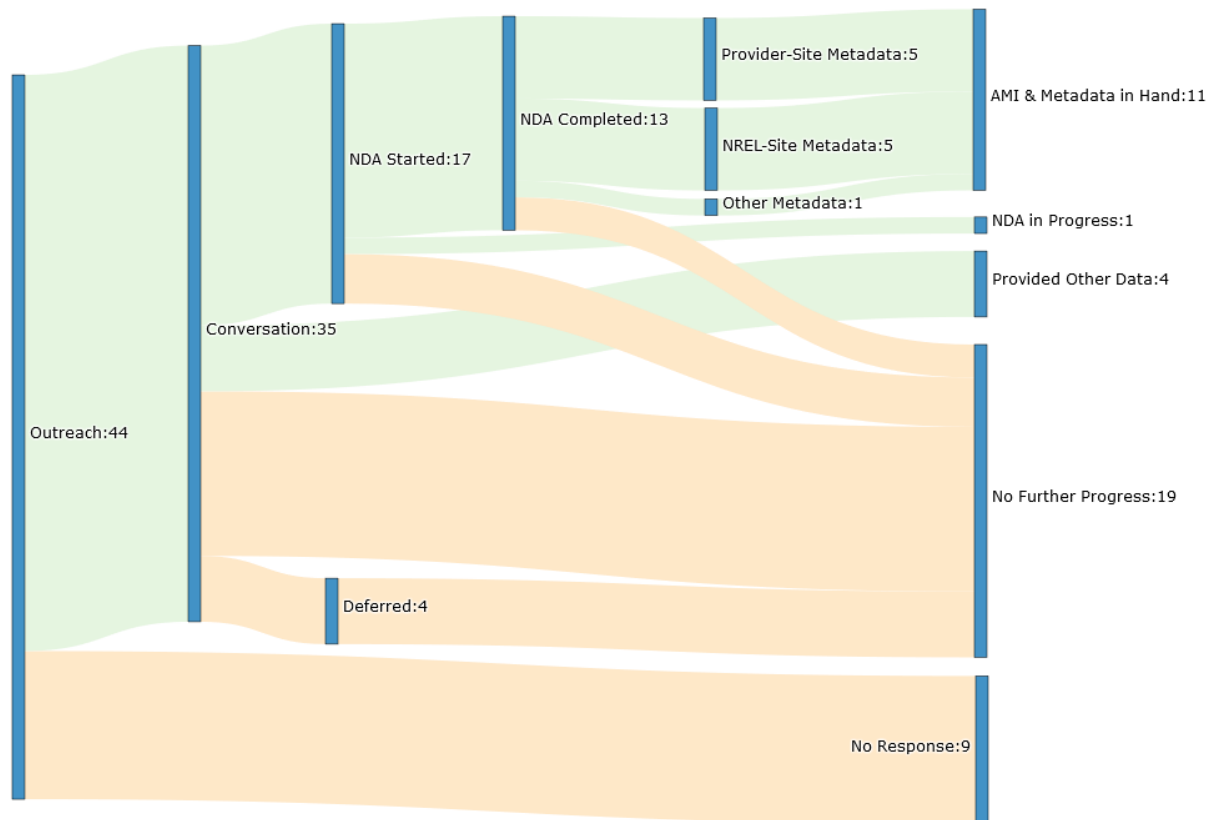 Provider-Site Metadata:5
AMI & Metadata in Hand:11
NDA Completed:13
NREL-Site Metadata:5
NDA Started:17
Other Metadata:1
NDA in Progress:1
Provided Other Data:4
Conversation:35
Outreach:44
No Further Progress:19
Deferred:4
No Response:9